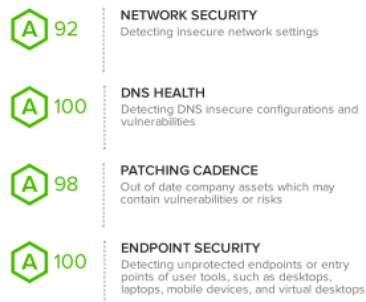 A 92
NETWORK SECURITY
Detecting insecure network settings
A 100
DNS HEALTH
Detecting DNS insecure configurations and
vulnerabilities
A 98
PATCHING CADENCE
Out of date company assets which may
contain vulnerabilities or risks
A 100
ENDPOINT SECURITY
Detecting unprotected endpoints or entry
points of user tools, such as desktops,
laptops, mobile devices, and virtual desktops